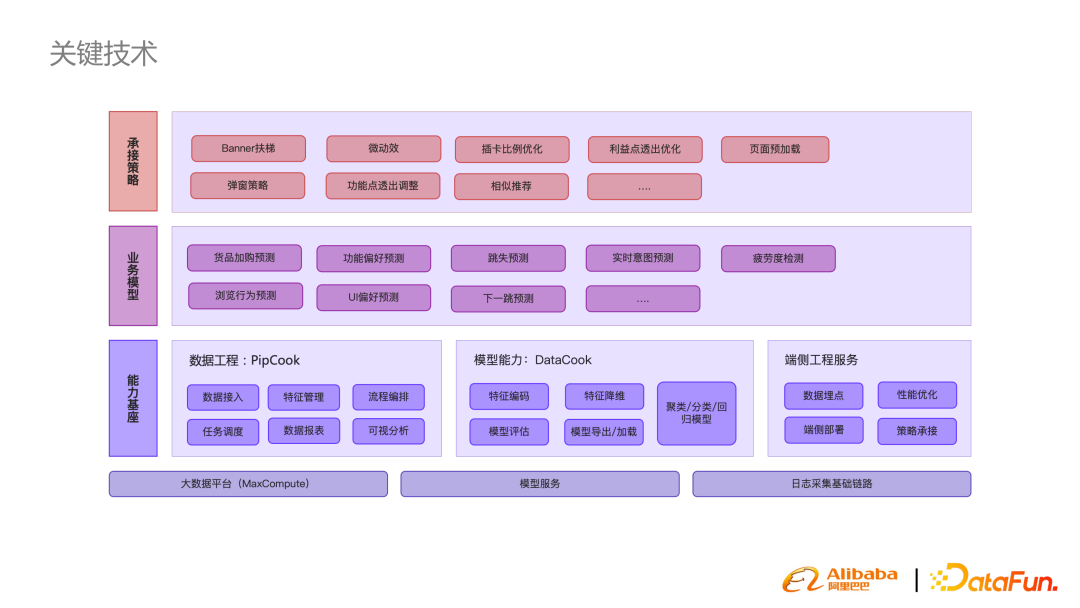 关键技术
承接策略
Banner扶梯
微动效
插卡比例优化
利益点透出优化
页面预加载
弹窗策略
功能点透出调整
相似推荐
....
业务模型
货品加购预测
功能偏好预测
跳失预测
实时意图预测
疲劳度检测
浏览行为预测
UI偏好预测
下一跳预测
....
能力基座
数据工程：PipCook
数据接入
特征管理
流程编排
任务调度
数据报表
可视分析
模型能力：DataCook
特征编码
特征降维
聚类/分类/回
归模型
模型评估
模型导出/加载
端侧工程服务
数据埋点
性能优化
端侧部署
策略承接
大数据平台（MaxCompute）
模型服务
日志采集基础链路
Alibaba
阿里巴巴
DataFun.